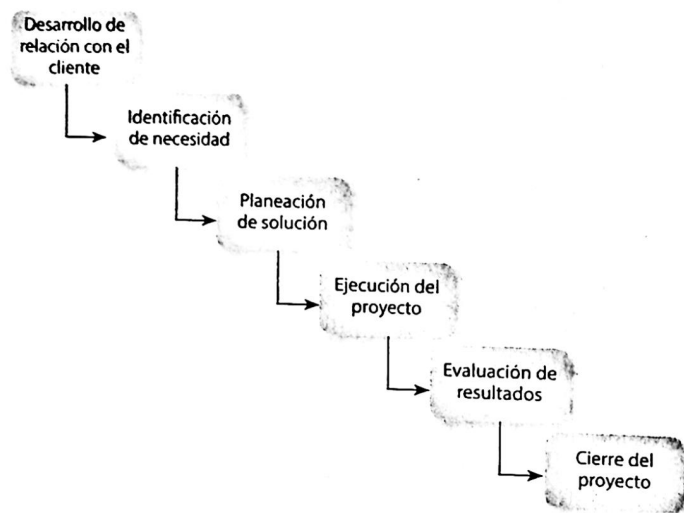 Desarrollo de
relación con el
cliente
Identificación
de necesidad
Planeación
de solución
Ejecución del
proyecto
Evaluación de
resultados
Cierre del
proyecto